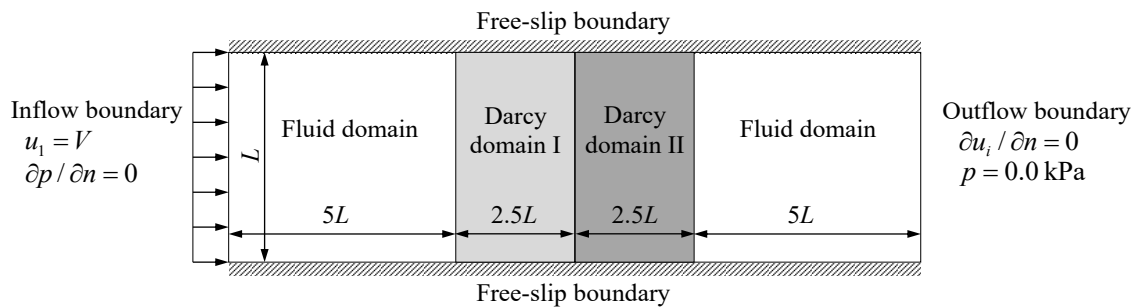 Free-slip boundary
Inflow boundary
u₁ = V
∂p / ∂n = 0
L
Fluid domain
Darcy
domain I
Darcy
domain II
Fluid domain
Outflow boundary
∂uᵢ / ∂n = 0
p = 0.0 kPa
5L
2.5L
2.5L
5L
Free-slip boundary